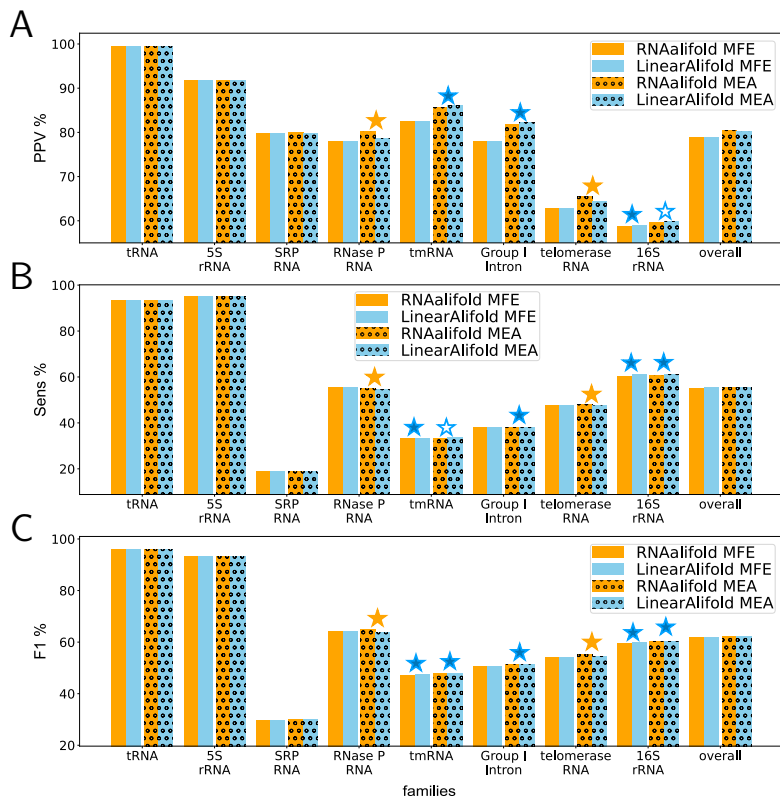 A
PPV %
100
90
80
70
60
RNAalifold MFE
LinearAlifold MFE
RNAalifold MEA
LinearAlifold MEA
tRNA
5S
rRNA
SRP
RNA
RNase P
RNA
tmRNA
Group I
Intron
telomerase
RNA
16S
rRNA
overall
B
Sens %
100
80
60
40
20
RNAalifold MFE
LinearAlifold MFE
RNAalifold MEA
LinearAlifold MEA
tRNA
5S
rRNA
SRP
RNA
RNase P
RNA
tmRNA
Group I
Intron
telomerase
RNA
16S
rRNA
overall
C
F1 %
100
80
60
40
20
RNAalifold MFE
LinearAlifold MFE
RNAalifold MEA
LinearAlifold MEA
tRNA
5S
rRNA
SRP
RNA
RNase P
RNA
tmRNA
Group I
Intron
telomerase
RNA
16S
rRNA
overall
families